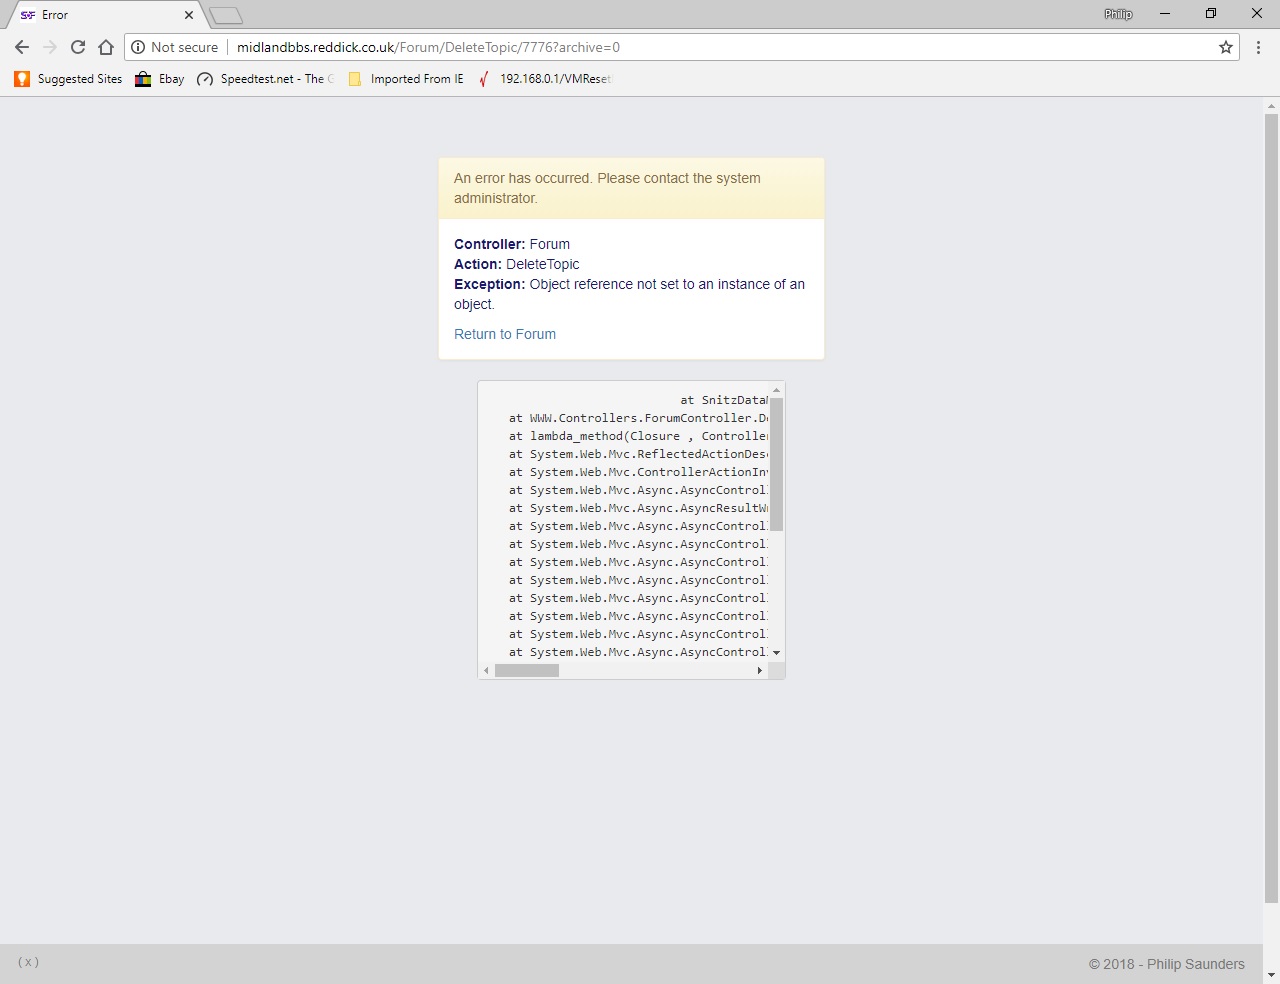 Error
Philip
Not secure
midlandbbs.reddick.co.uk/Forum/DeleteTopic/7776?archive=0
Suggested Sites Ebay Speedtest.net - The Imported From IE 192.168.0.1/VMReset
An error has occurred. Please contact the system
administrator.
Controller: Forum
Action: DeleteTopic
Exception: Object reference not set to an instance of an
object.
Return to Forum
at SnitzData
at WWW.Controllers.ForumController.D
at lambda_method(Closure , Controller
at System.Web.Mvc.ReflectedActionDes
at System.Web.Mvc.ControllerActionIn
at System.Web.Mvc.Async.AsyncControl
at System.Web.Mvc.Async.AsyncResultW
at System.Web.Mvc.Async.AsyncControl
at System.Web.Mvc.Async.AsyncControl
at System.Web.Mvc.Async.AsyncControl
at System.Web.Mvc.Async.AsyncControl
at System.Web.Mvc.Async.AsyncControl
at System.Web.Mvc.Async.AsyncControl
at System.Web.Mvc.Async.AsyncControl
at System.Web.Mvc.Async.AsyncControl
(x)
© 2018 - Philip Saunders